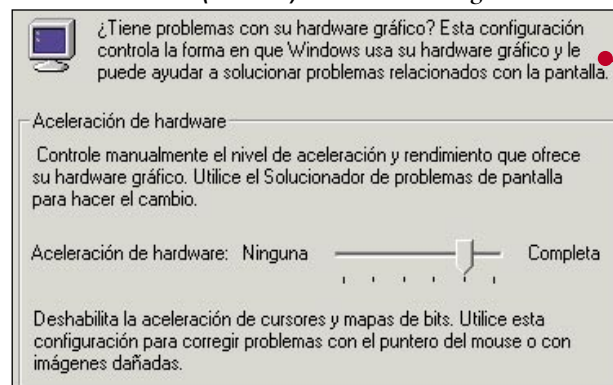 ¿Tiene problemas con su hardware gráfico? Esta configuración
controla la forma en que Windows usa su hardware gráfico y le
puede ayudar a solucionar problemas relacionados con la pantalla.
Aceleración de hardware
Controle manualmente el nivel de aceleración y rendimiento que ofrece
su hardware gráfico. Utilice el Solucionador de problemas de pantalla
para hacer el cambio.
Aceleración de hardware: Ninguna Completa
Deshabilita la aceleración de cursores y mapas de bits. Utilice esta
configuración para corregir problemas con el puntero del mouse o con
imágenes dañadas.